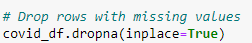 # Drop rows with missing values
covid_df.dropna(inplace=True)